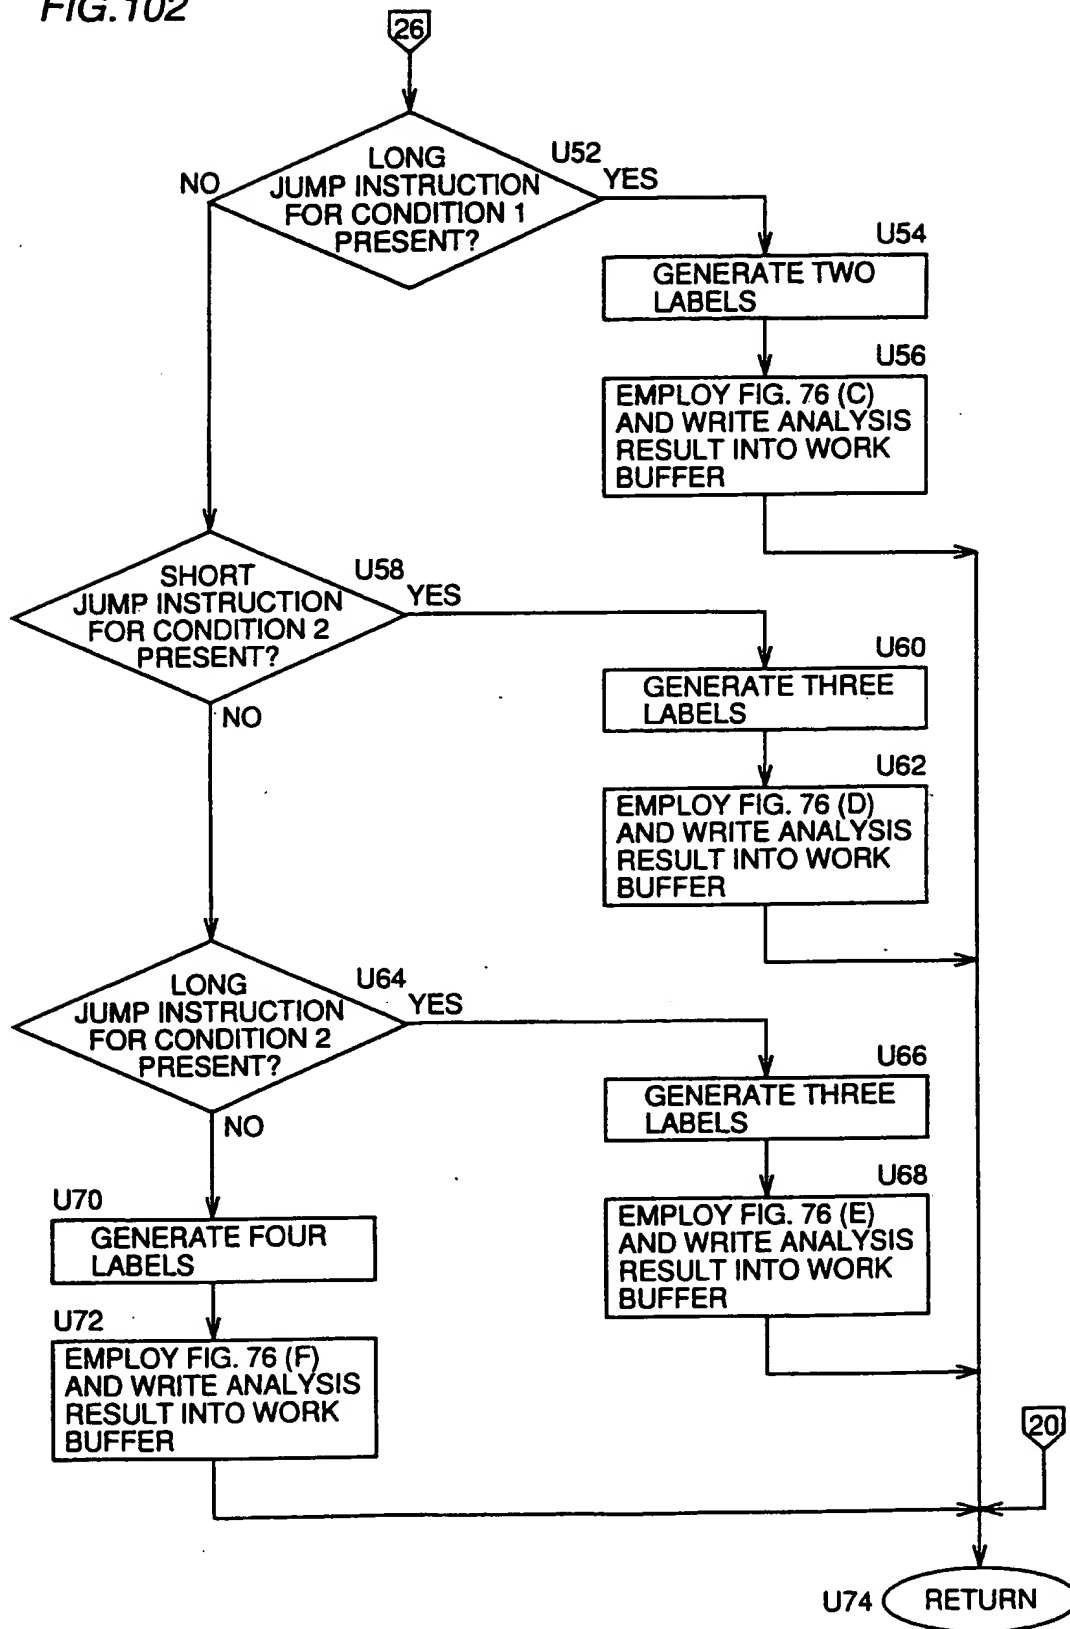 FIG.102
26
LONG
JUMP INSTRUCTION
FOR CONDITION 1
PRESENT?
U52
NO
YES
U54
GENERATE TWO
LABELS
U56
EMPLOY FIG. 76 (C)
AND WRITE ANALYSIS
RESULT INTO WORK
BUFFER
SHORT
JUMP INSTRUCTION
FOR CONDITION 2
PRESENT?
U58
YES
NO
U60
GENERATE THREE
LABELS
U62
EMPLOY FIG. 76 (D)
AND WRITE ANALYSIS
RESULT INTO WORK
BUFFER
LONG
JUMP INSTRUCTION
FOR CONDITION 2
PRESENT?
U64
YES
NO
U66
GENERATE THREE
LABELS
U68
EMPLOY FIG. 76 (E)
AND WRITE ANALYSIS
RESULT INTO WORK
BUFFER
U70
GENERATE FOUR
LABELS
U72
EMPLOY FIG. 76 (F)
AND WRITE ANALYSIS
RESULT INTO WORK
BUFFER
20
U74
RETURN